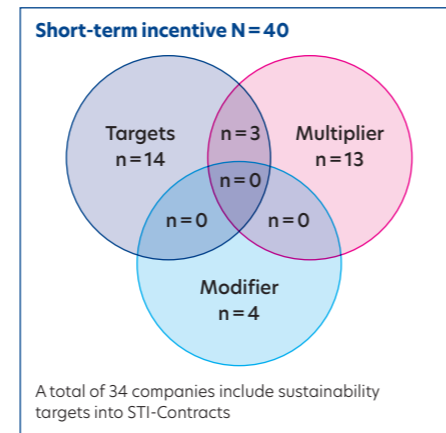 Short-term incentive N = 40
Targets
n = 14
n = 3
Multiplier
n = 13
n = 0
n = 0
n = 0
Modifier
n = 4
A total of 34 companies include sustainability
targets into STI-Contracts